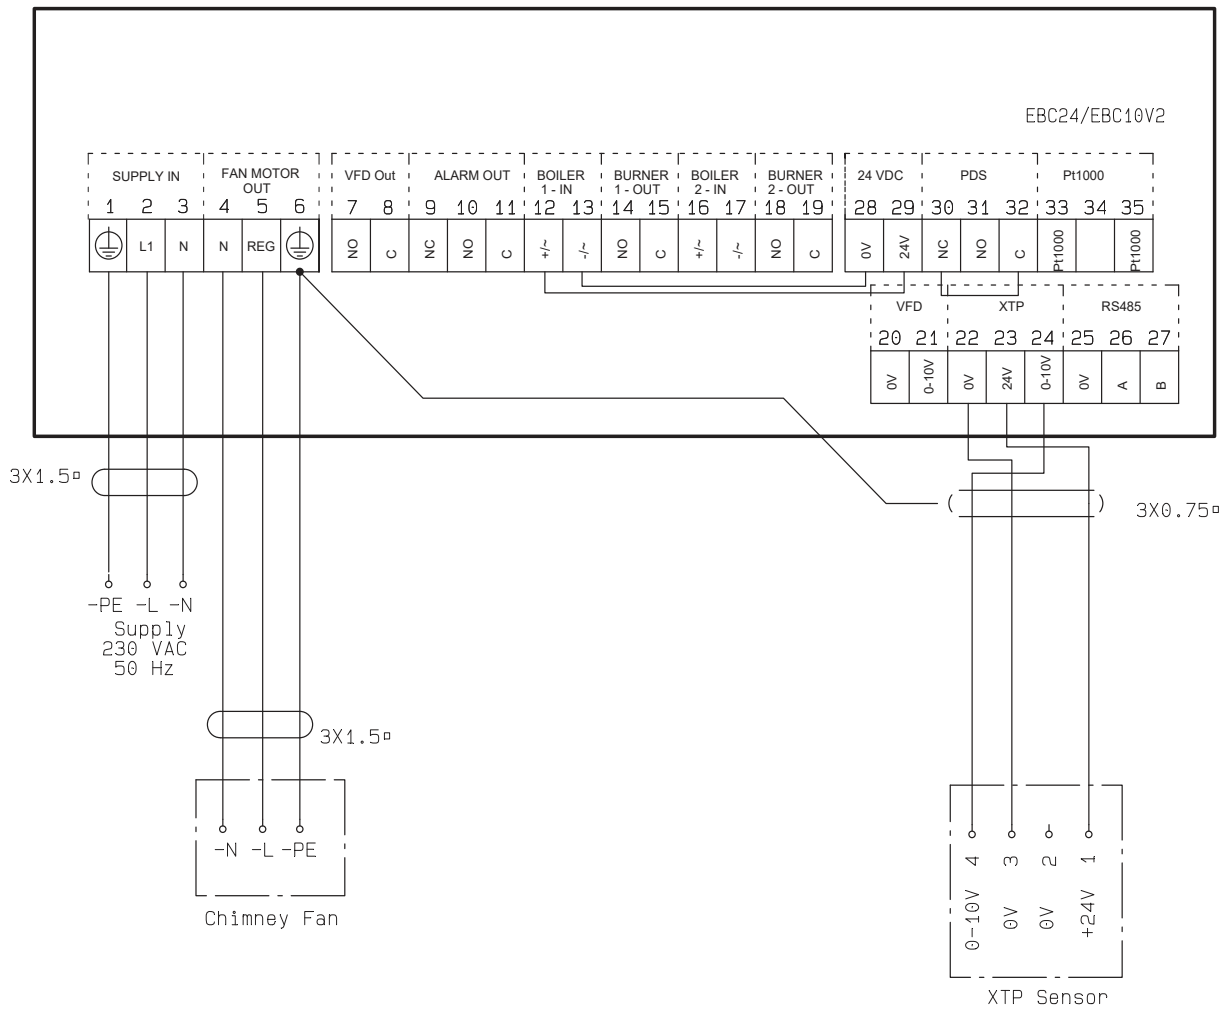 EBC24/EBC10V2
SUPPLY IN
FAN MOTOR
OUT
VFD Out
ALARM OUT
BOILER
1 - IN
BURNER
1 - OUT
BOILER
2 - IN
BURNER
2 - OUT
24 VDC
PDS
Pt1000
1 2 3 4 5 6 7 8 9 10 11 12 13 14 15 16 17 18 19 28 29 30 31 32 33 34 35
L1 N N REG NO C NC NO C +/~ -/~ NO C +/~ -/~ NO C 0V 24V NC NO C Pt1000 Pt1000
VFD
XTP
RS485
20 21 22 23 24 25 26 27
0V 0-10V 0V 24V 0-10V 0V A B
3X1.5▫
3X0.75▫
-PE -L -N
Supply
230 VAC
50 Hz
3X1.5▫
-N -L -PE
Chimney Fan
4 3 2 1
0-10V 0V 0V +24V
XTP Sensor